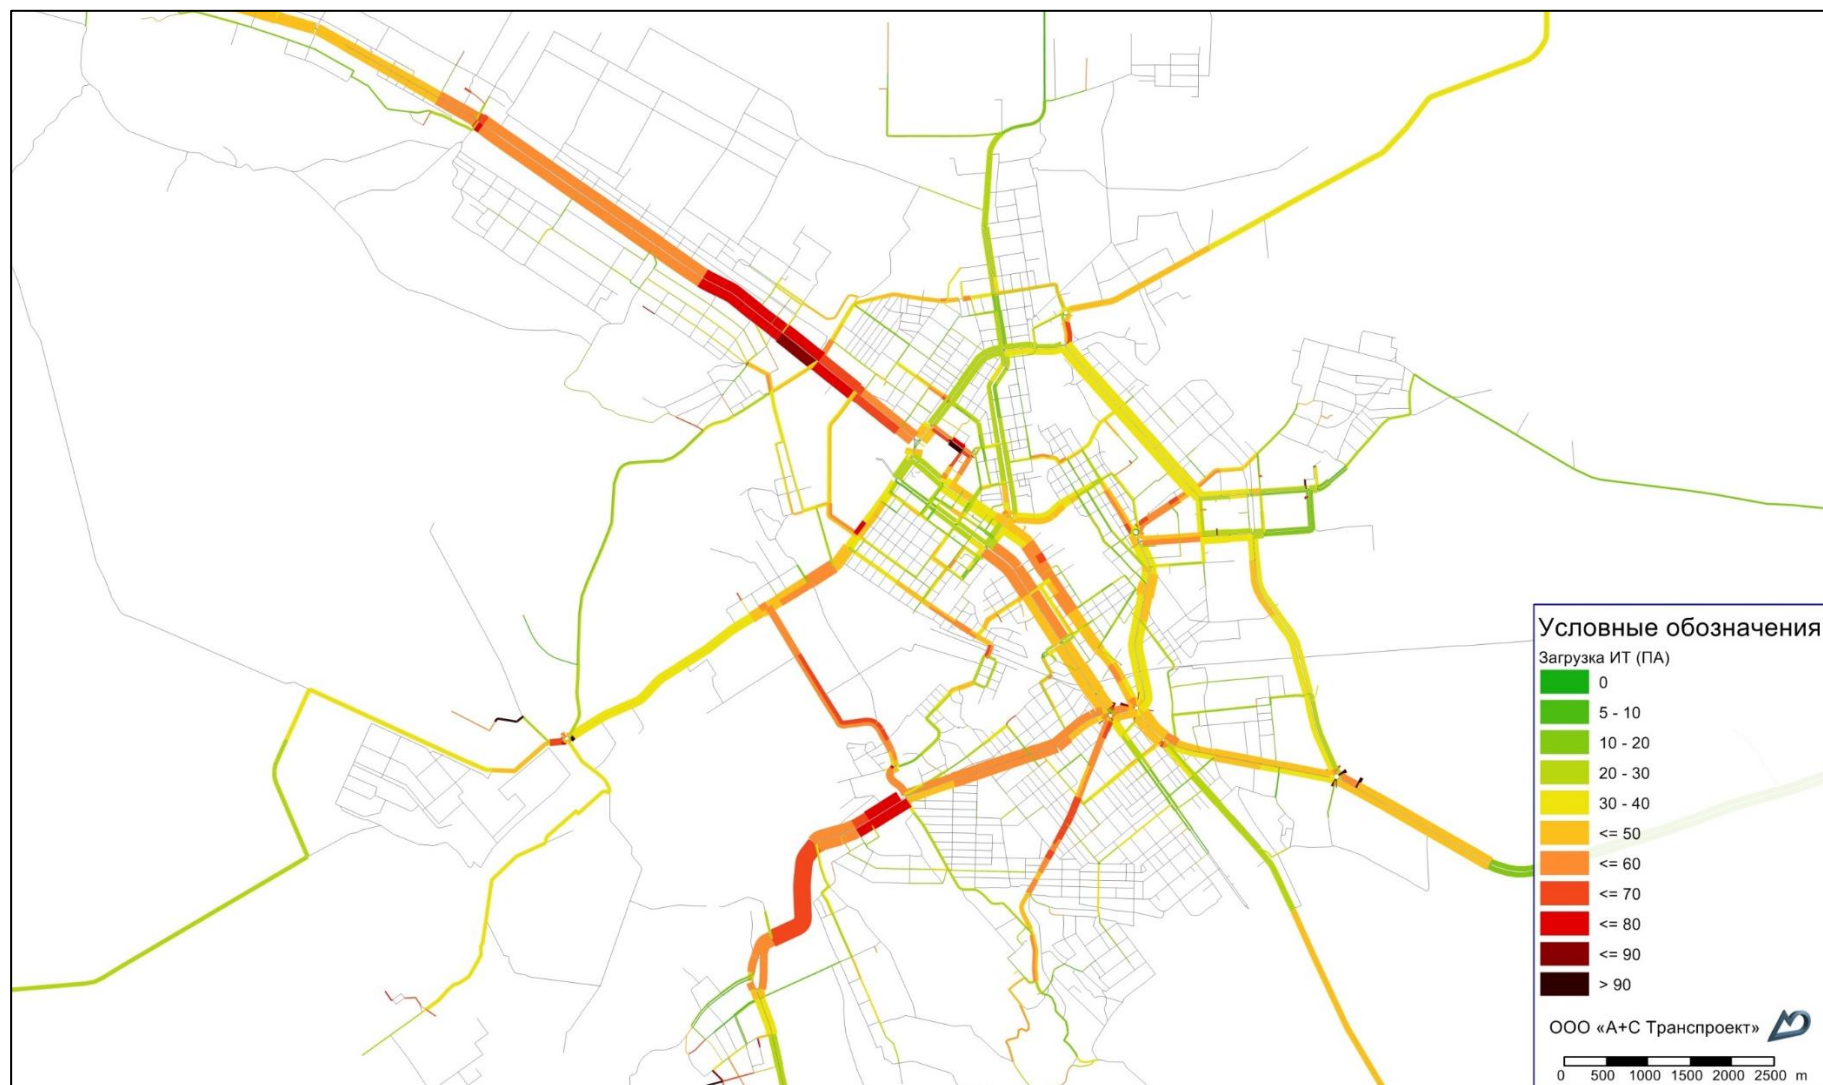 Условные обозначения
Загрузка ИТ (ПА)
0
5 - 10
10 - 20
20 - 30
30 - 40
<= 50
<= 60
<= 70
<= 80
<= 90
> 90
ООО «А+С Транспроект»
0 500 1000 1500 2000 2500 m